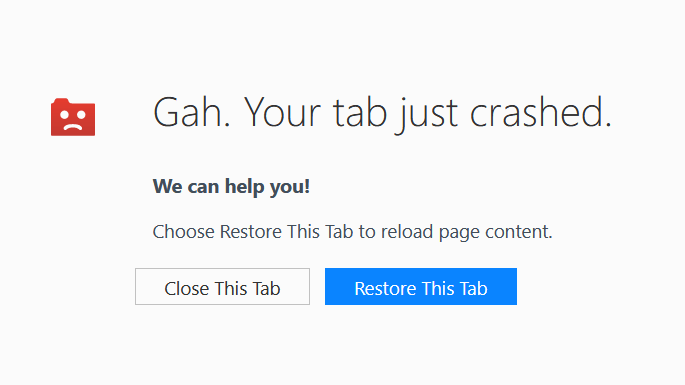 Gah. Your tab just crashed.
We can help you!
Choose Restore This Tab to reload page content.
Close This Tab
Restore This Tab